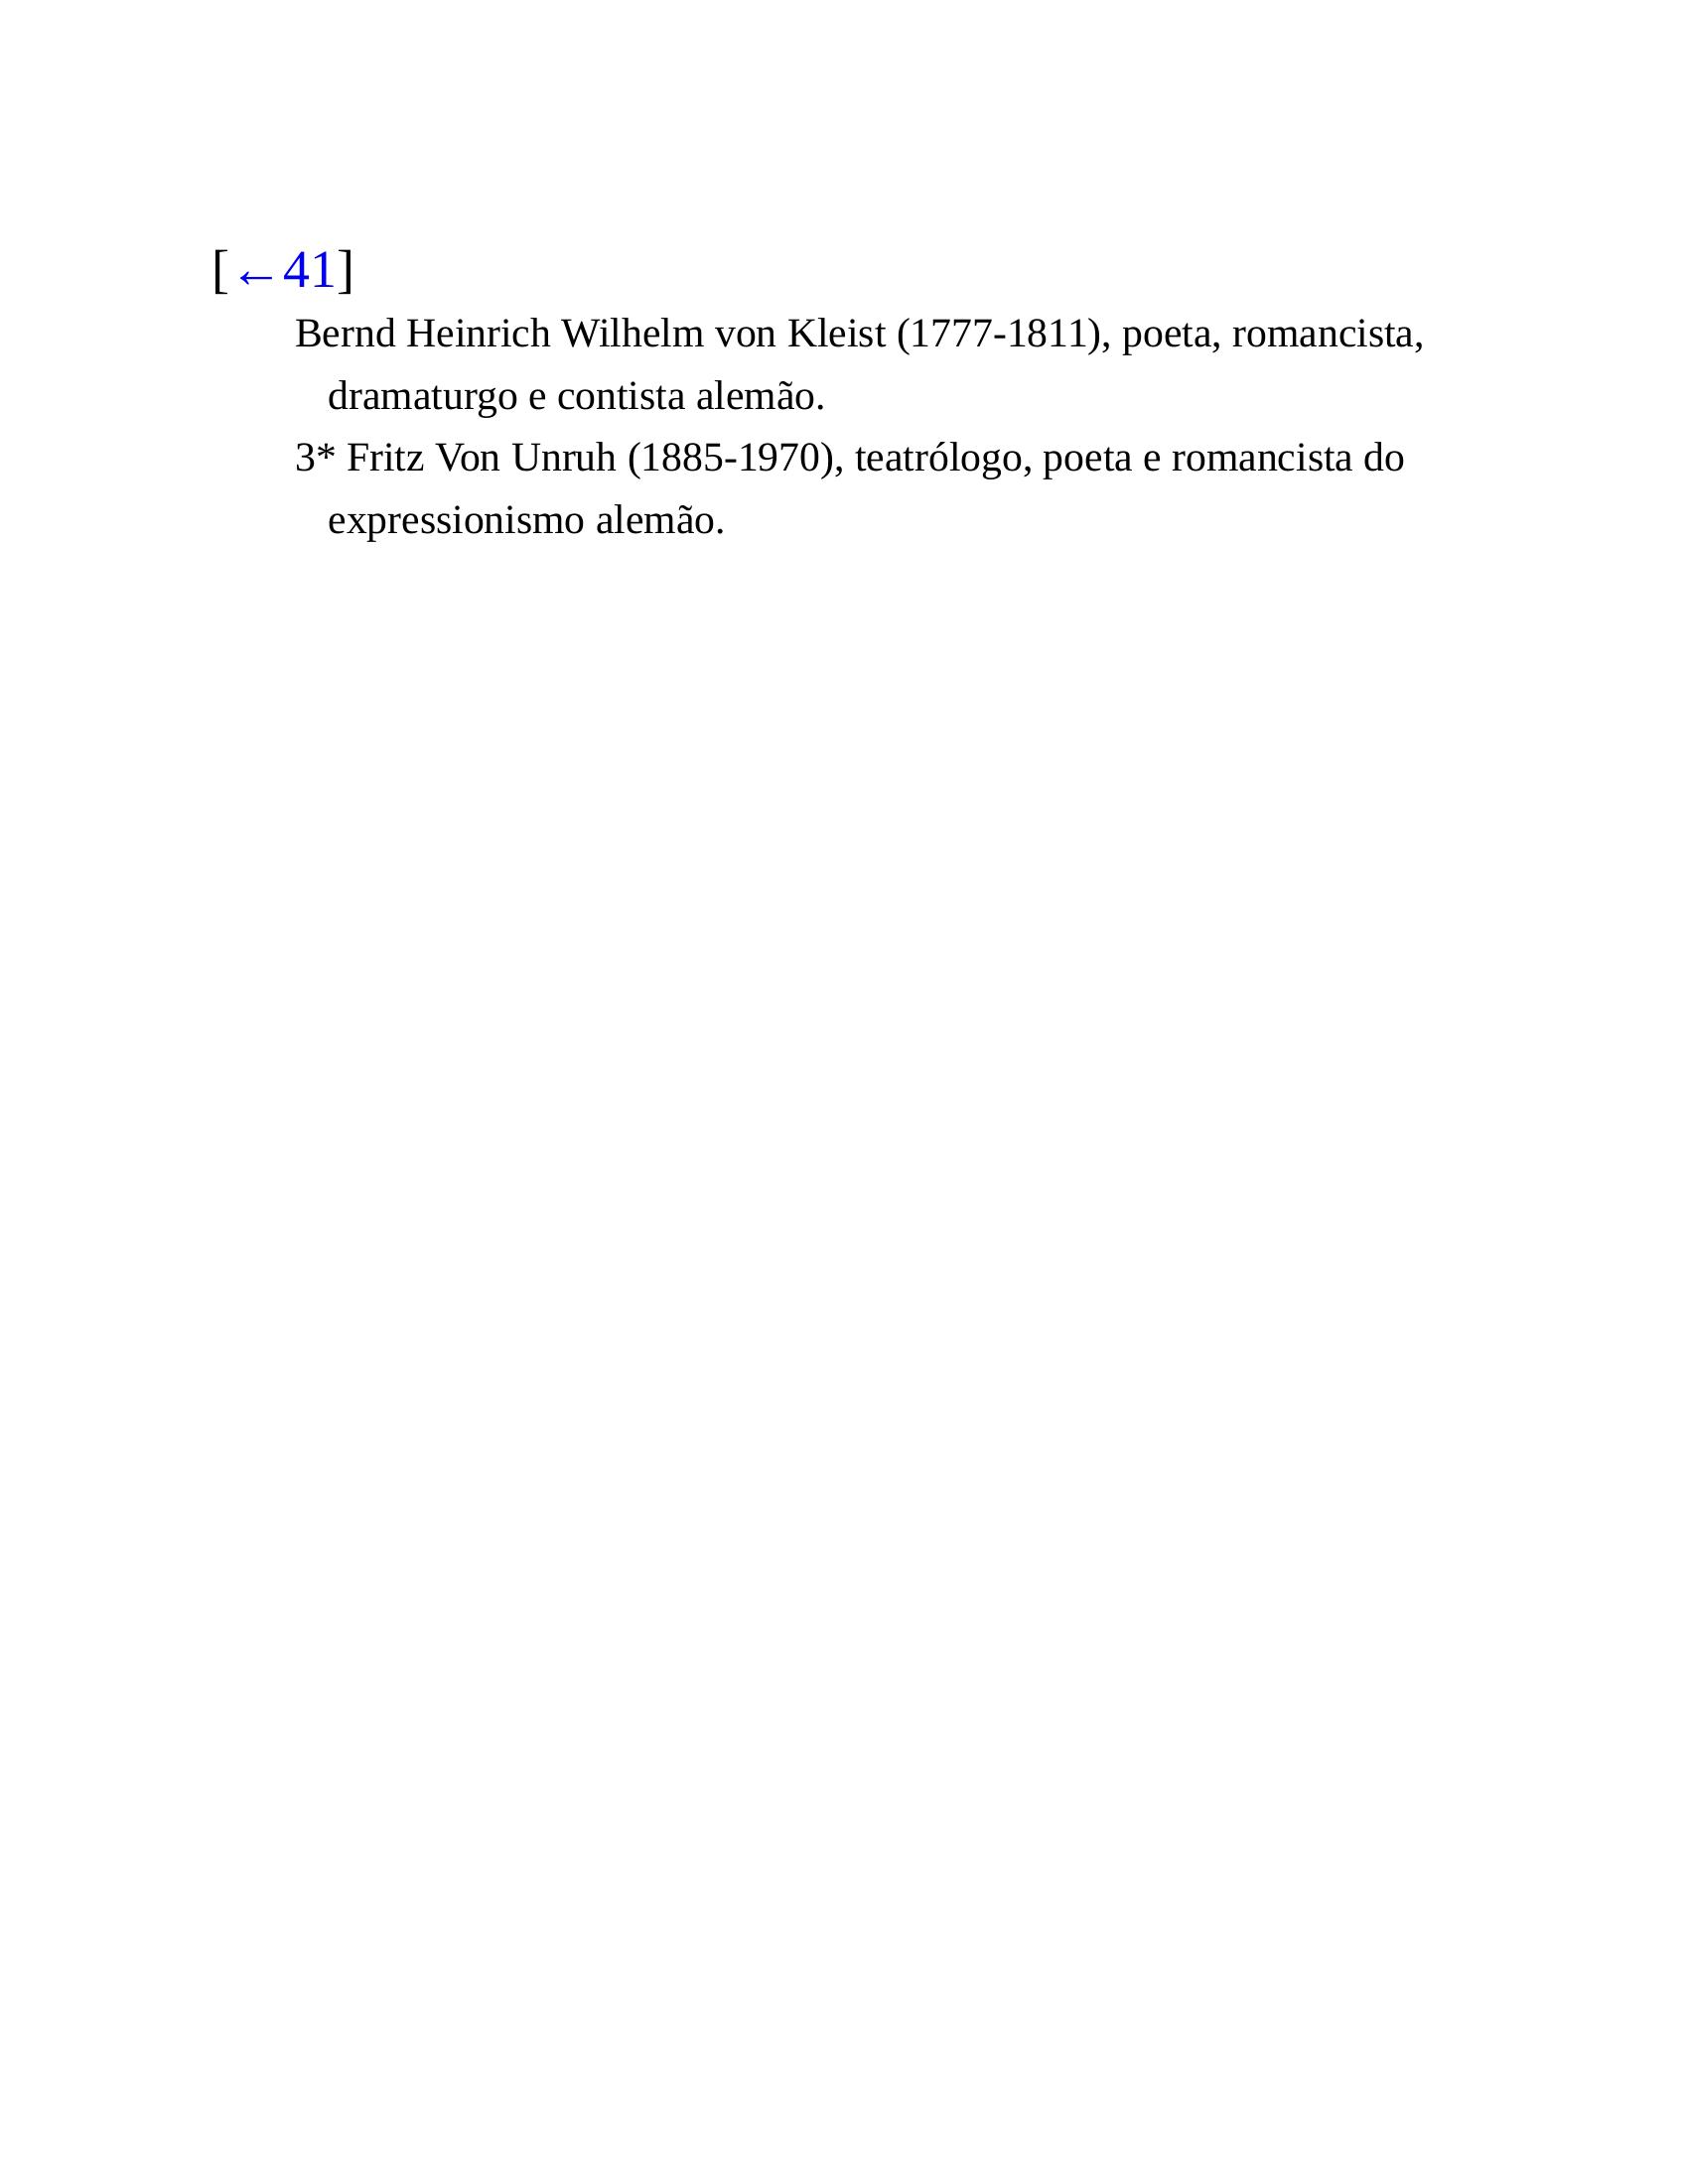 [←41]
Bernd Heinrich Wilhelm von Kleist (1777-1811), poeta, romancista,
dramaturgo e contista alemão.
3* Fritz Von Unruh (1885-1970), teatrólogo, poeta e romancista do
expressionismo alemão.